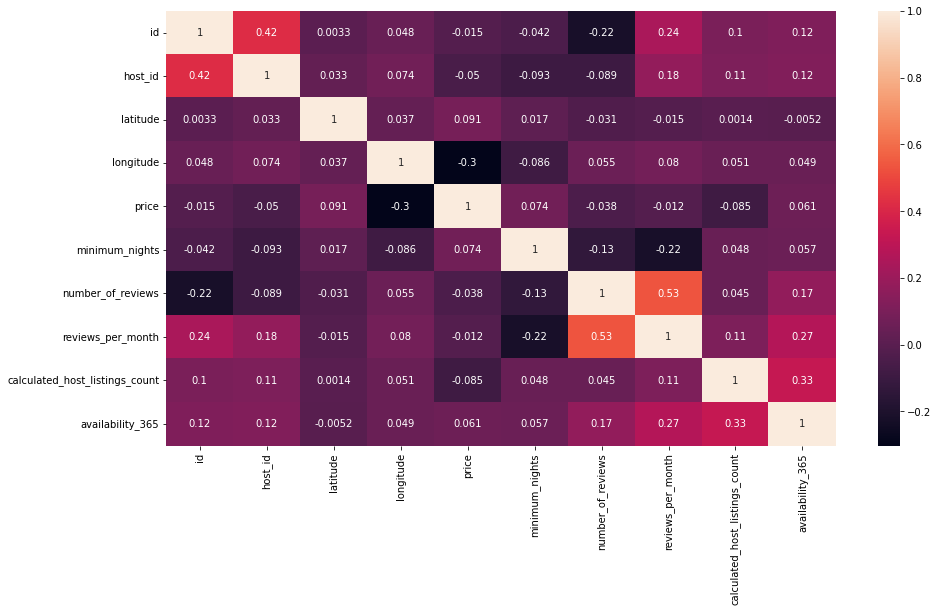 id 1 0.42 0.0033 0.048 -0.015 -0.042 -0.22 0.24 0.1 0.12
host_id 0.42 1 0.033 0.074 -0.05 -0.093 -0.089 0.18 0.11 0.12
latitude 0.0033 0.033 1 0.037 0.091 0.017 -0.031 -0.015 0.0014 -0.0052
longitude 0.048 0.074 0.037 1 -0.3 -0.086 0.055 0.08 0.051 0.049
price -0.015 -0.05 0.091 -0.3 1 0.074 -0.038 -0.012 -0.085 0.061
minimum_nights -0.042 -0.093 0.017 -0.086 0.074 1 -0.13 -0.22 0.048 0.057
number_of_reviews -0.22 -0.089 -0.031 0.055 -0.038 -0.13 1 0.53 0.045 0.17
reviews_per_month 0.24 0.18 -0.015 0.08 -0.012 -0.22 0.53 1 0.11 0.27
calculated_host_listings_count 0.1 0.11 0.0014 0.051 -0.085 0.048 0.045 0.11 1 0.33
availability_365 0.12 0.12 -0.0052 0.049 0.061 0.057 0.17 0.27 0.33 1
id
host_id
latitude
longitude
price
minimum_nights
number_of_reviews
reviews_per_month
calculated_host_listings_count
availability_365
1.0
0.8
0.6
0.4
0.2
0.0
−0.2